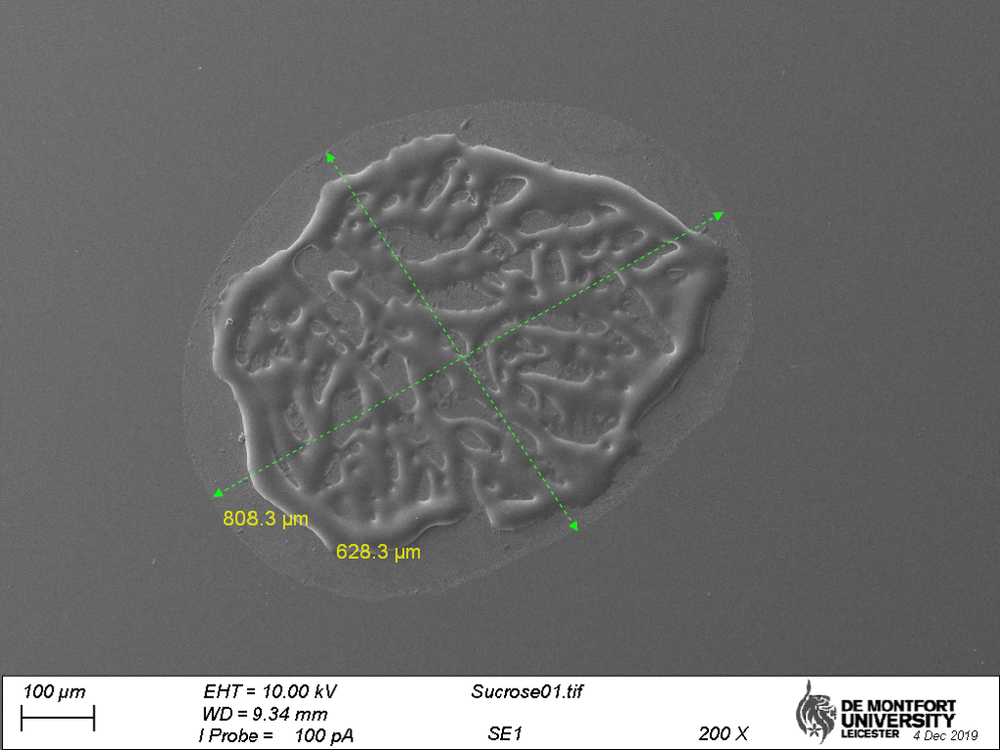 808.3 µm
628.3 µm
100 µm
EHT = 10.00 kV
WD = 9.34 mm
I Probe = 100 pA
Sucrose01.tif
SE1
200 X
DE MONTFORT
UNIVERSITY
LEICESTER
4 Dec 2019